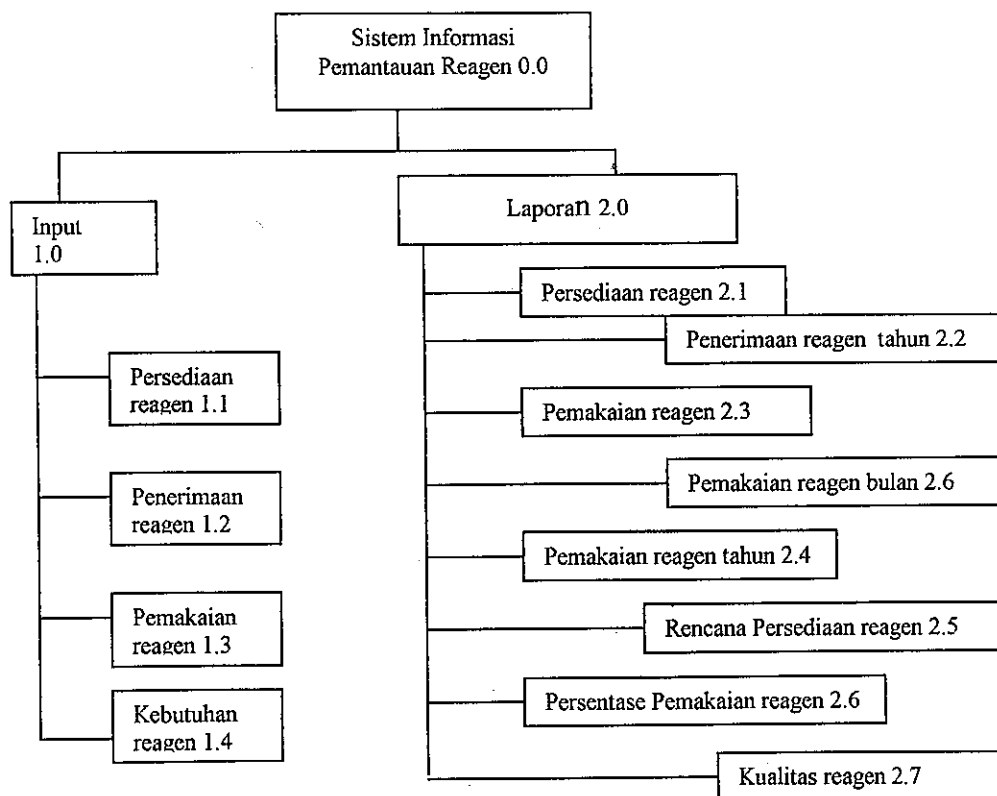 Sistem Informasi
Pemantauan Reagen 0.0
Input
1.0
Persediaan
reagen 1.1
Penerimaan
reagen 1.2
Pemakaian
reagen 1.3
Kebutuhan
reagen 1.4
Laporan 2.0
Persediaan reagen 2.1
Penerimaan reagen tahun 2.2
Pemakaian reagen 2.3
Pemakaian reagen bulan 2.6
Pemakaian reagen tahun 2.4
Rencana Persediaan reagen 2.5
Persentase Pemakaian reagen 2.6
Kualitas reagen 2.7